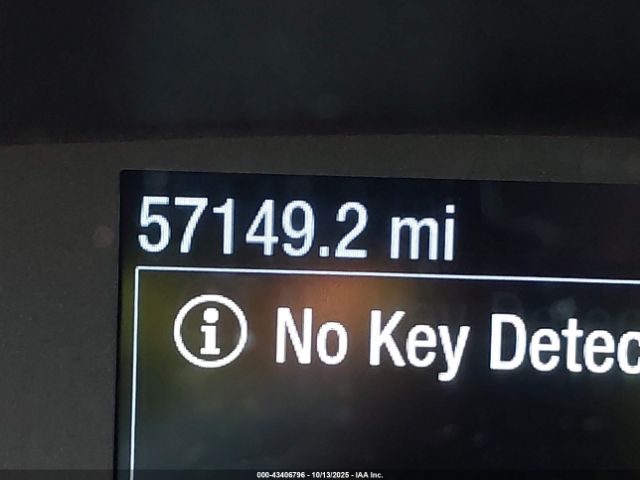 57149.2 mi
No Key Detec
000-43406796 - 10/13/2025 - IAA Inc.